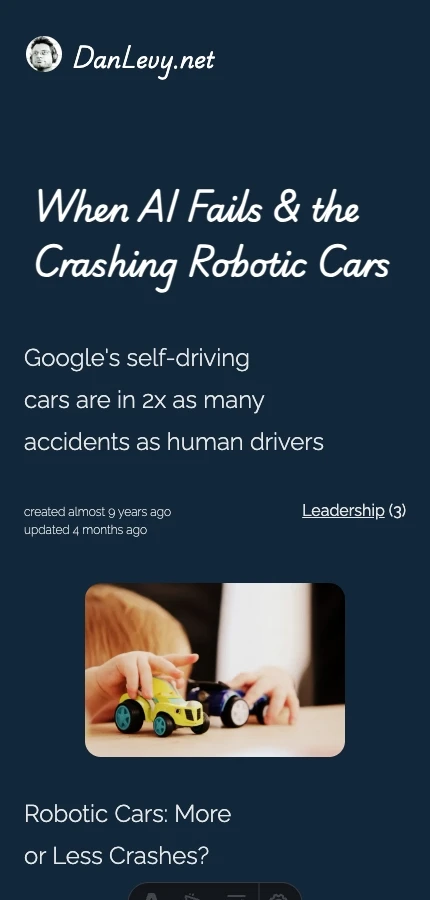 DanLevy.net
When AI Fails & the
Crashing Robotic Cars
Google's self-driving
cars are in 2x as many
accidents as human drivers
created almost 9 years ago
updated 4 months ago
Leadership (3)
Robotic Cars: More
or Less Crashes?